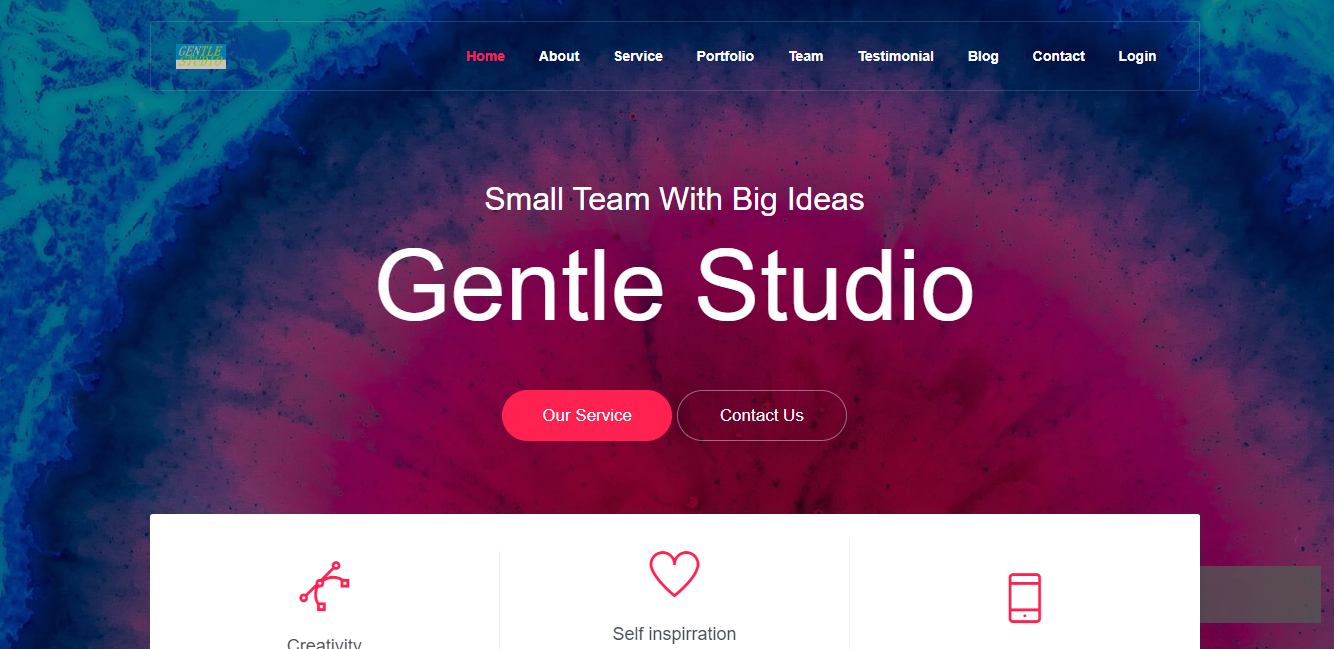 GENTLE
STUDIO
Home About Service Portfolio Team Testimonial Blog Contact Login
Small Team With Big Ideas
Gentle Studio
Our Service Contact Us
Self inspirration
Creativity